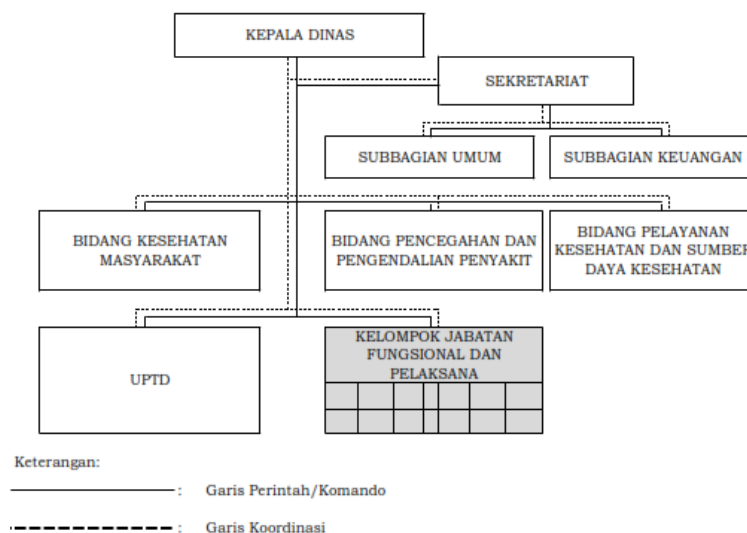 KEPALA DINAS
SEKRETARIAT
SUBBAGIAN UMUM
SUBBAGIAN KEUANGAN
BIDANG KESEHATAN
MASYARAKAT
BIDANG PENCEGAHAN DAN
PENGENDALIAN PENYAKIT
BIDANG PELAYANAN
KESEHATAN DAN SUMBER
DAYA KESEHATAN
UPTD
KELOMPOK JABATAN
FUNGSIONAL DAN
PELAKSANA
Keterangan:
: Garis Perintah/Komando
: Garis Koordinasi